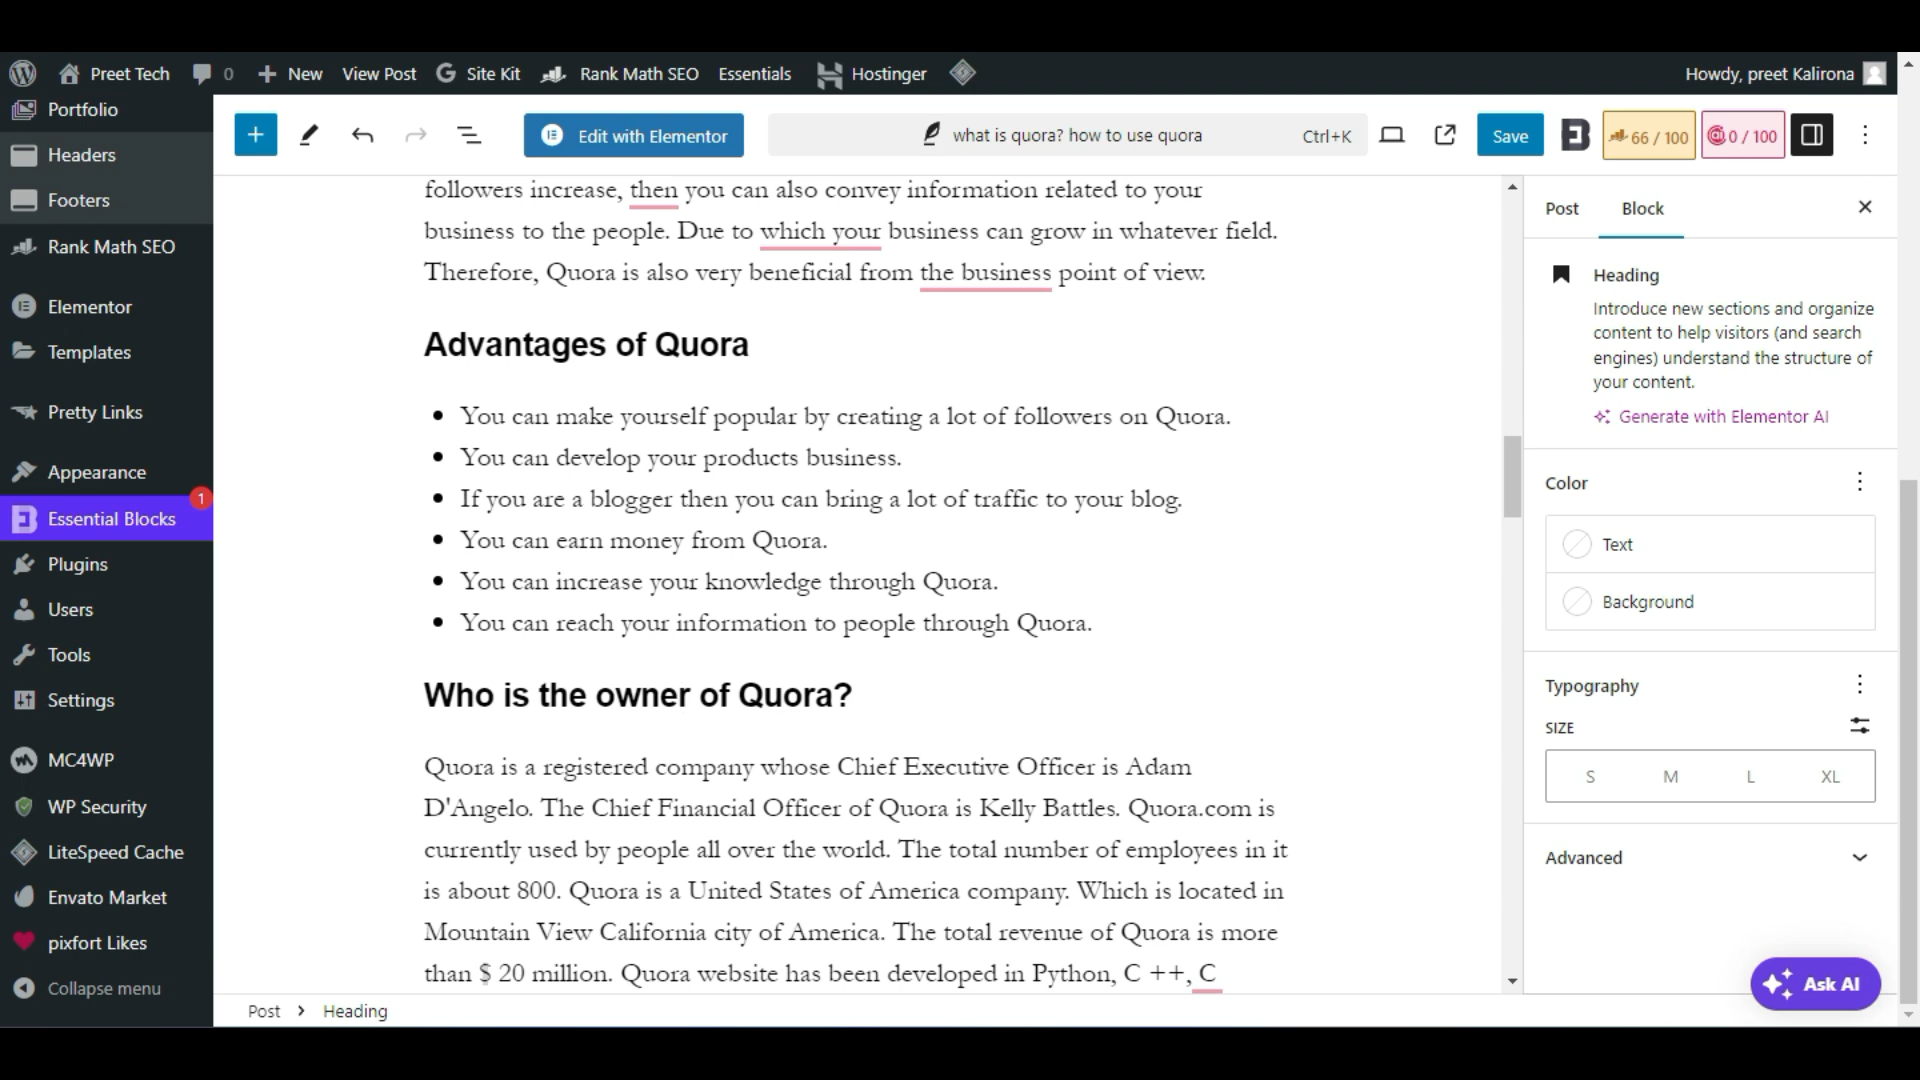 Preet Tech
0
New
View Post
Site Kit
Rank Math SEO
Essentials
Hostinger
Howdy, preet Kalirona
Portfolio
Headers
Footers
Rank Math SEO
Elementor
Templates
Pretty Links
Appearance
1
Essential Blocks
Plugins
Users
Tools
Settings
MC4WP
WP Security
LiteSpeed Cache
Envato Market
pixfort Likes
Collapse menu
Edit with Elementor
what is quora? how to use quora
Ctrl+K
Save
66 / 100
0 / 100
followers increase, then you can also convey information related to your
business to the people. Due to which your business can grow in whatever field.
Therefore, Quora is also very beneficial from the business point of view.
Advantages of Quora
You can make yourself popular by creating a lot of followers on Quora.
You can develop your products business.
If you are a blogger then you can bring a lot of traffic to your blog.
You can earn money from Quora.
You can increase your knowledge through Quora.
You can reach your information to people through Quora.
Who is the owner of Quora?
Quora is a registered company whose Chief Executive Officer is Adam
D'Angelo. The Chief Financial Officer of Quora is Kelly Battles. Quora.com is
currently used by people all over the world. The total number of employees in it
is about 800. Quora is a United States of America company. Which is located in
Mountain View California city of America. The total revenue of Quora is more
than $ 20 million. Quora website has been developed in Python, C ++, C
Post
Heading
Post
Block
Heading
Introduce new sections and organize
content to help visitors (and search
engines) understand the structure of
your content.
Generate with Elementor AI
Color
Text
Background
Typography
SIZE
S
M
L
XL
Advanced
Ask AI